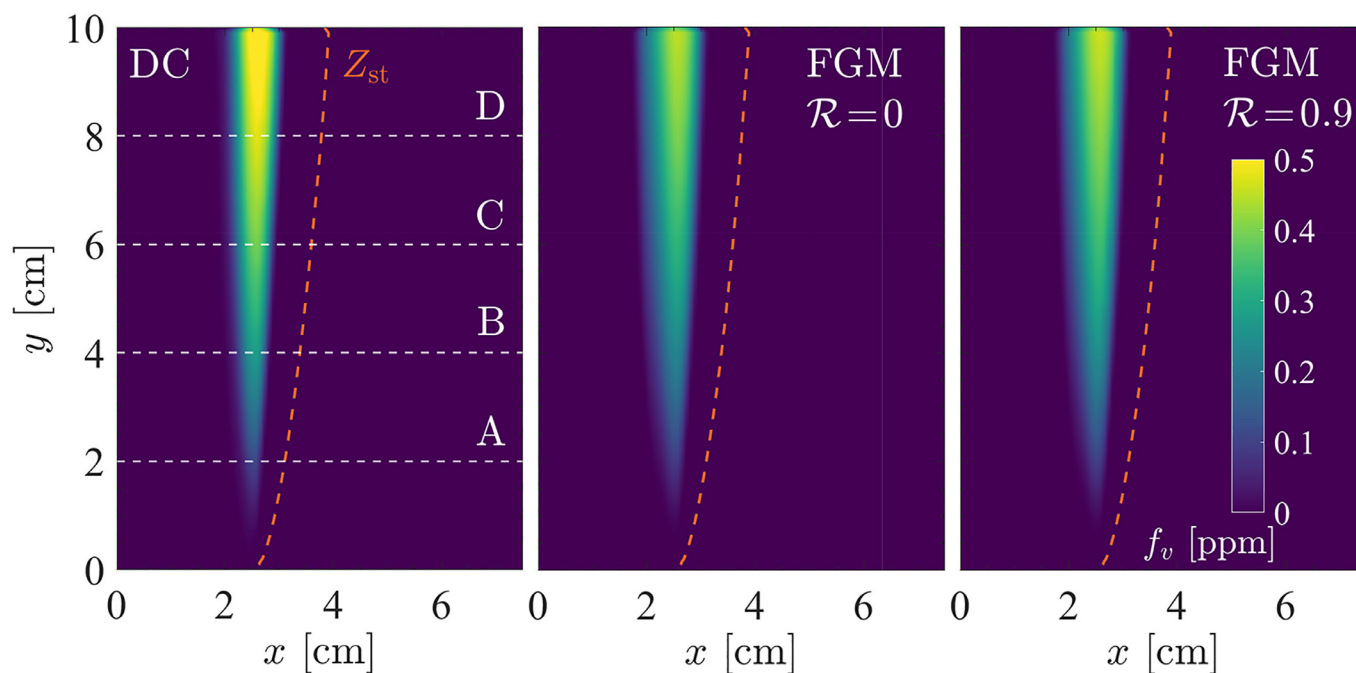 10
8
6
4
2
0
y [cm]
DC
Z_st
D
C
B
A
0 2 4 6
x [cm]
FGM
ℛ=0
0 2 4 6
x [cm]
FGM
ℛ=0.9
0.5
0.4
0.3
0.2
0.1
0
f_v [ppm]
0 2 4 6
x [cm]